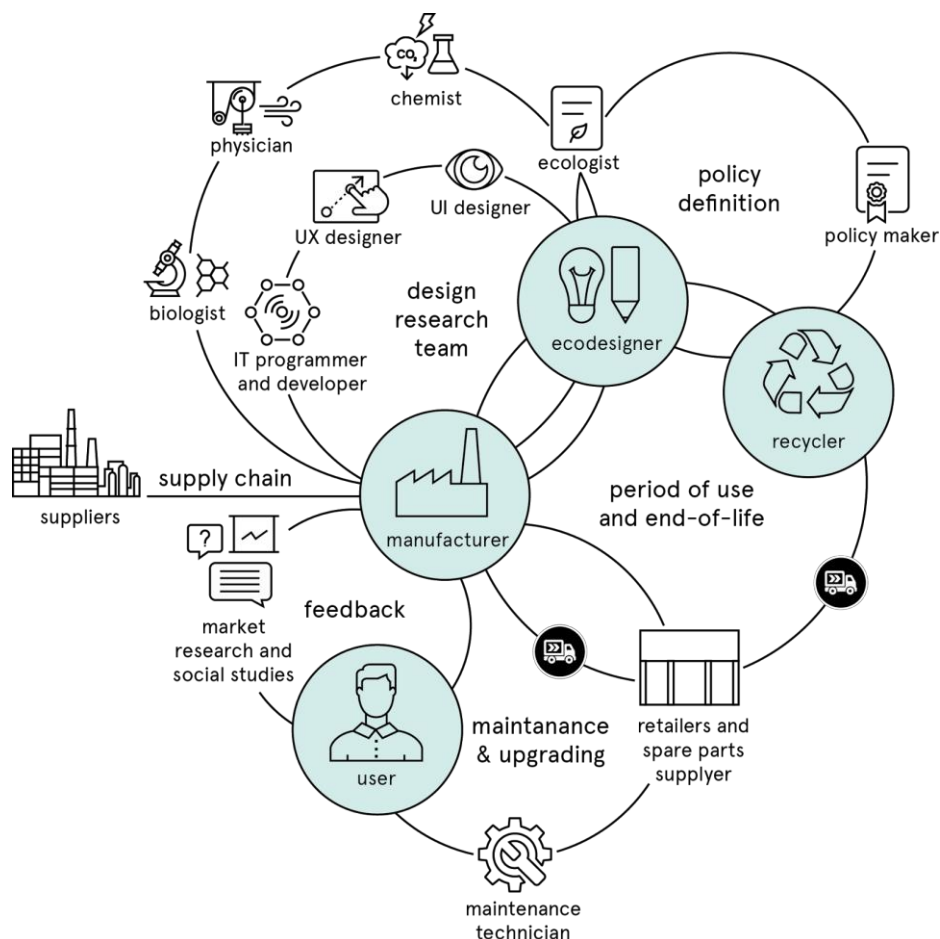 CO₂
chemist
physician
ecologist
policy
definition
policy maker
UI designer
UX designer
biologist
IT programmer
and developer
design
research
team
ecodesigner
recycler
supply chain
suppliers
manufacturer
period of use
and end-of-life
?
feedback
market
research and
social studies
user
maintanance
& upgrading
retailers and
spare parts
supplyer
maintenance
technician